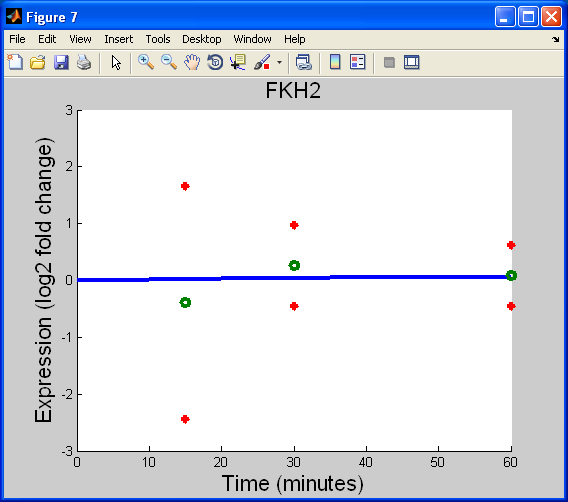 Figure 7
File Edit View Insert Tools Desktop Window Help
FKH2
3
2
1
0
-1
-2
-3
Expression (log2 fold change)
0 10 20 30 40 50 60
Time (minutes)